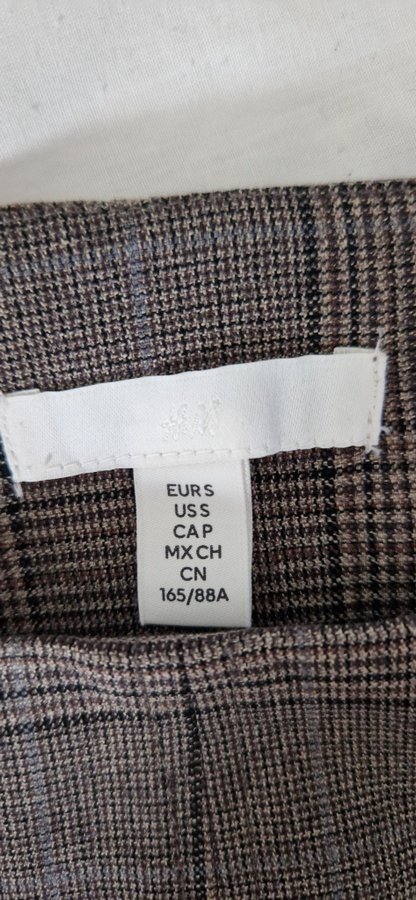 H&M
EUR S
US S
CA P
MX CH
CN
165/88A